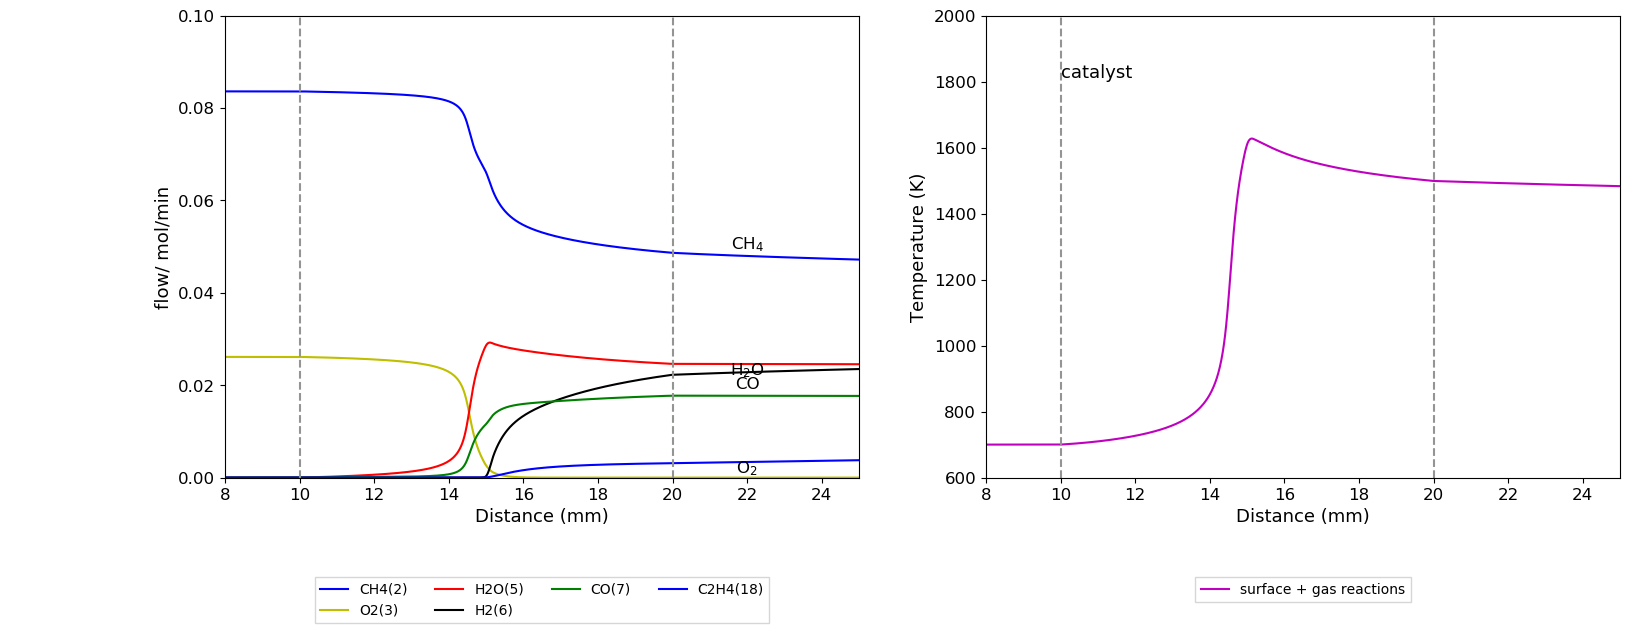 0.10
0.08
0.06
0.04
0.02
0.00
flow/ mol/min
CH₄
H₂O
CO
O₂
8 10 12 14 16 18 20 22 24
Distance (mm)
CH4(2) H2O(5) CO(7) C2H4(18)
O2(3) H2(6)
2000
1800
1600
1400
1200
1000
800
600
Temperature (K)
catalyst
8 10 12 14 16 18 20 22 24
Distance (mm)
surface + gas reactions